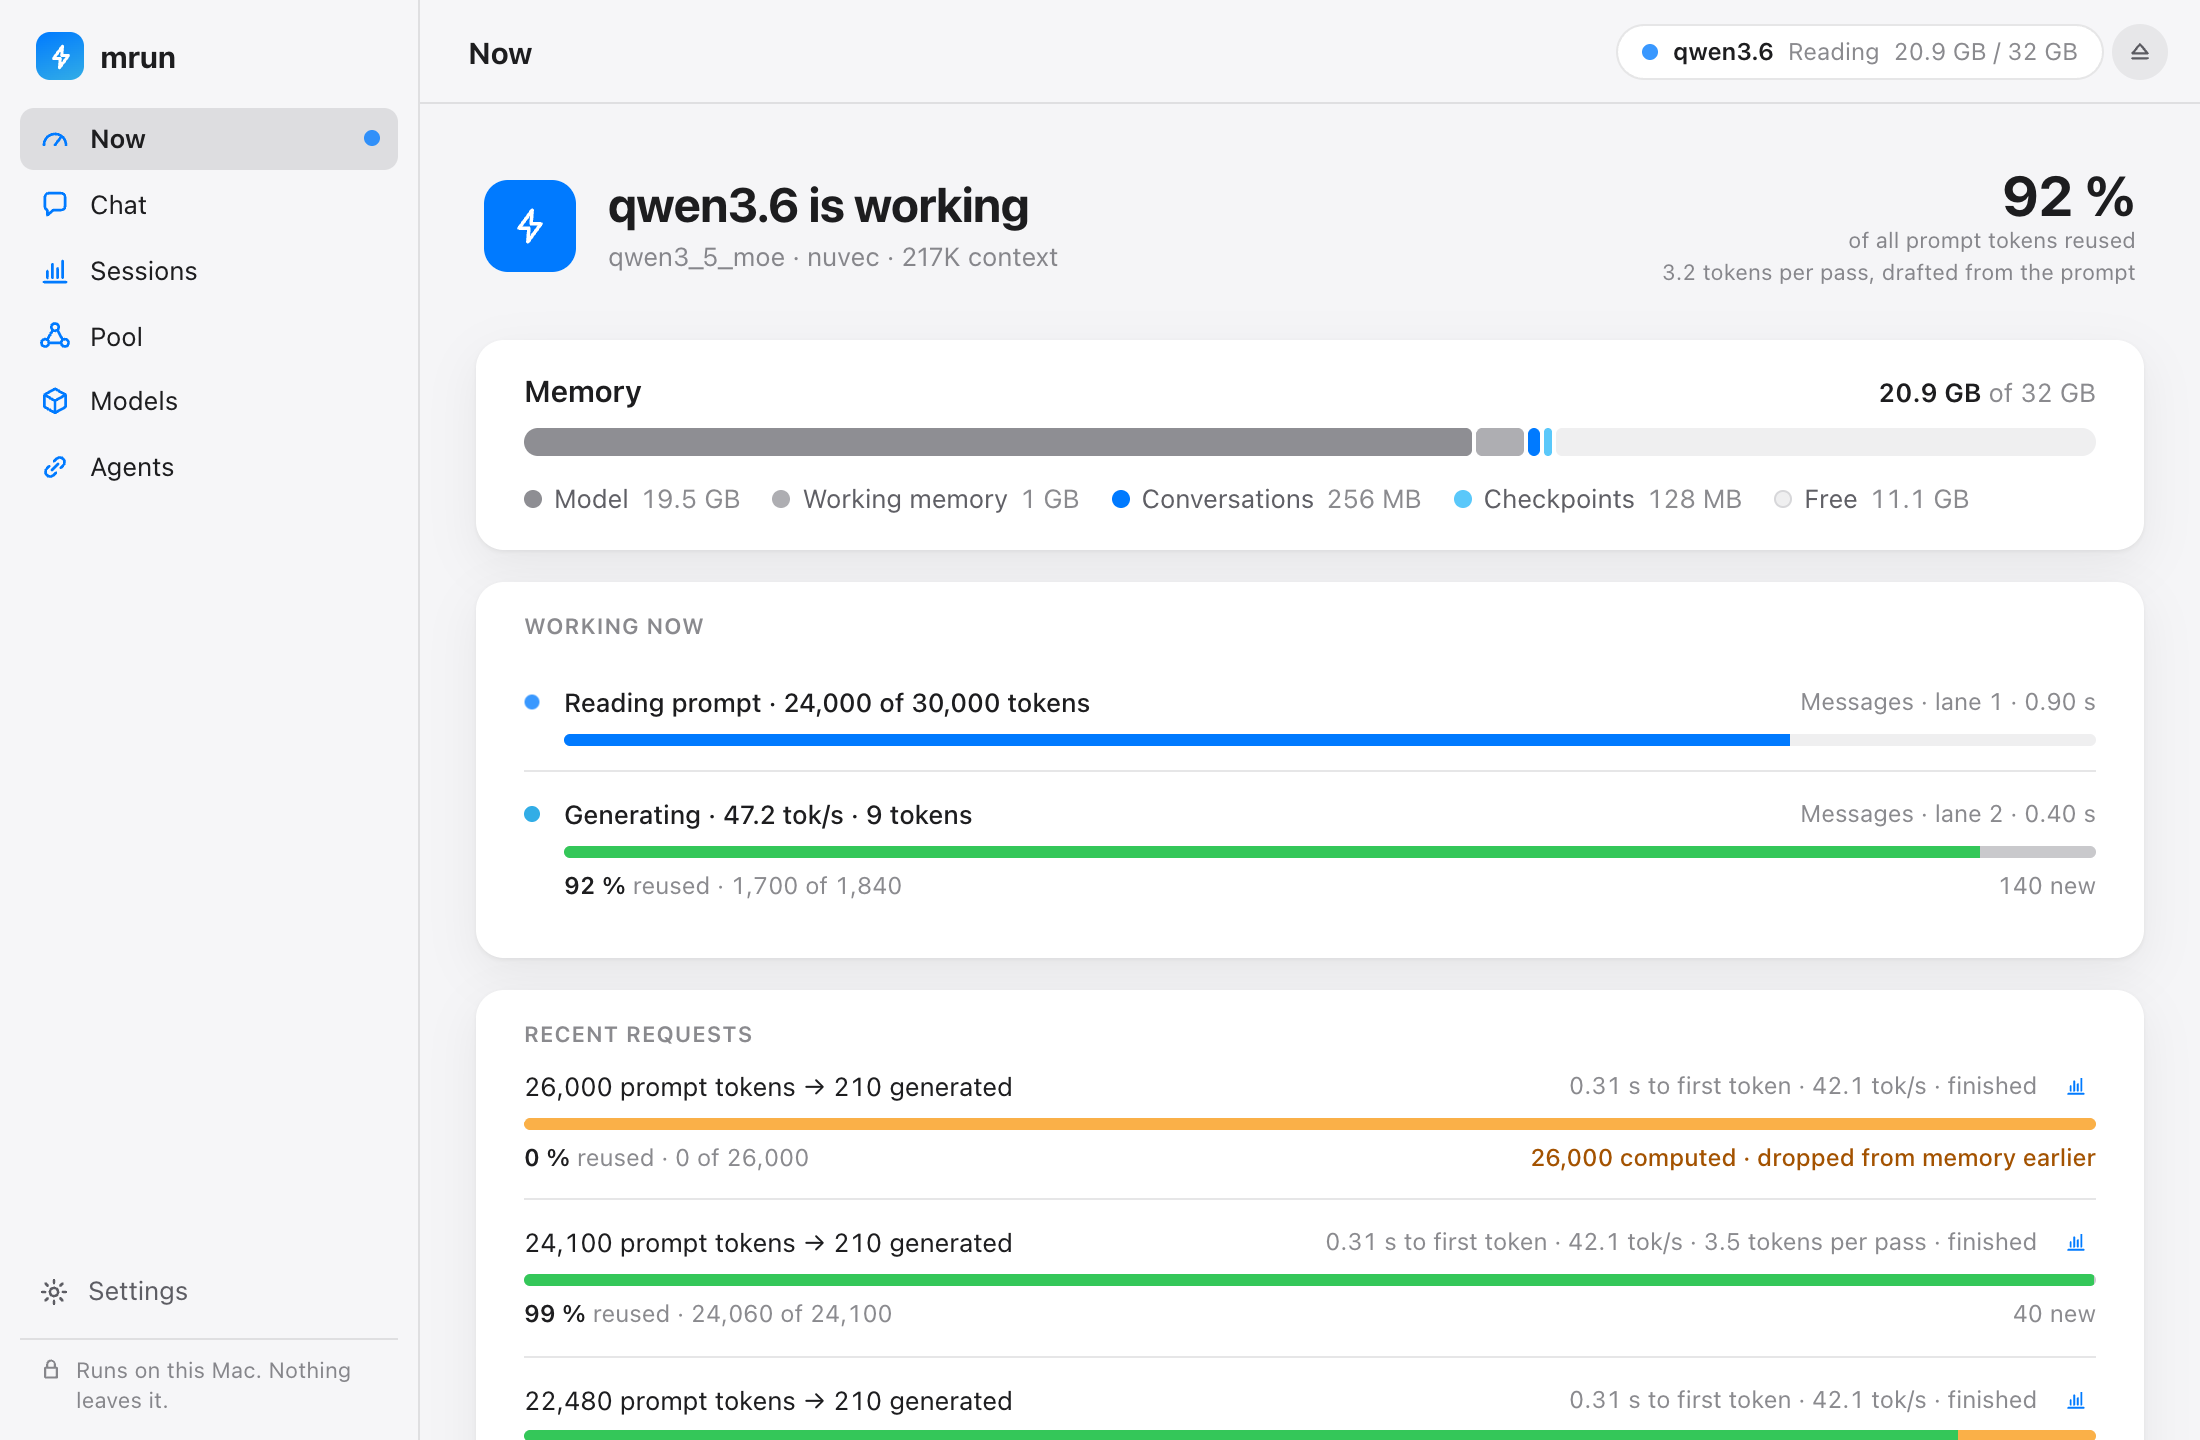 mrun
Now
Chat
Sessions
Pool
Models
Agents
Settings
Runs on this Mac. Nothing
leaves it.
Now
qwen3.6 Reading 20.9 GB / 32 GB
qwen3.6 is working
qwen3_5_moe · nuvec · 217K context
92 %
of all prompt tokens reused
3.2 tokens per pass, drafted from the prompt
Memory
20.9 GB of 32 GB
Model 19.5 GB Working memory 1 GB Conversations 256 MB Checkpoints 128 MB Free 11.1 GB
WORKING NOW
Reading prompt · 24,000 of 30,000 tokens
Messages · lane 1 · 0.90 s
Generating · 47.2 tok/s · 9 tokens
Messages · lane 2 · 0.40 s
92 % reused · 1,700 of 1,840
140 new
RECENT REQUESTS
26,000 prompt tokens → 210 generated
0.31 s to first token · 42.1 tok/s · finished
0 % reused · 0 of 26,000
26,000 computed · dropped from memory earlier
24,100 prompt tokens → 210 generated
0.31 s to first token · 42.1 tok/s · 3.5 tokens per pass · finished
99 % reused · 24,060 of 24,100
40 new
22,480 prompt tokens → 210 generated
0.31 s to first token · 42.1 tok/s · finished